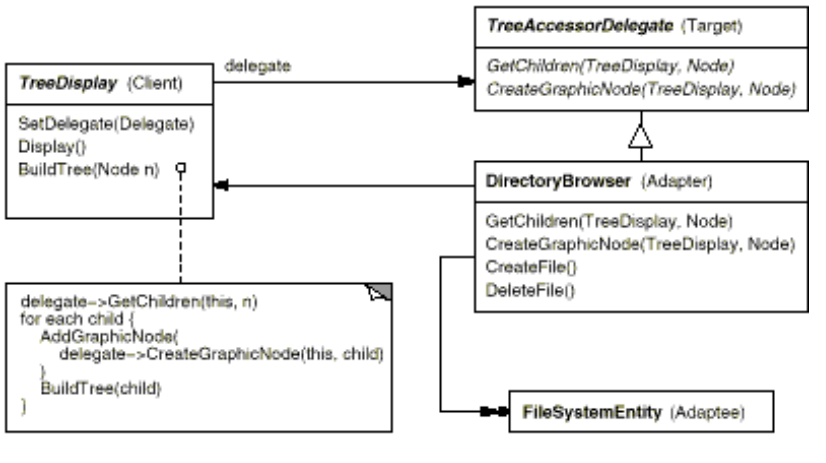 TreeAccessorDelegate (Target)
GetChildren(TreeDisplay, Node)
CreateGraphicNode(TreeDisplay, Node)
delegate
TreeDisplay (Client)
SetDelegate(Delegate)
Display()
BuildTree(Node n)
DirectoryBrowser (Adapter)
GetChildren(TreeDisplay, Node)
CreateGraphicNode(TreeDisplay, Node)
CreateFile()
DeleteFile()
delegate->GetChildren(this, n)
for each child {
AddGraphicNode(
delegate->CreateGraphicNode(this, child)
)
BuildTree(child)
}
FileSystemEntity (Adaptee)